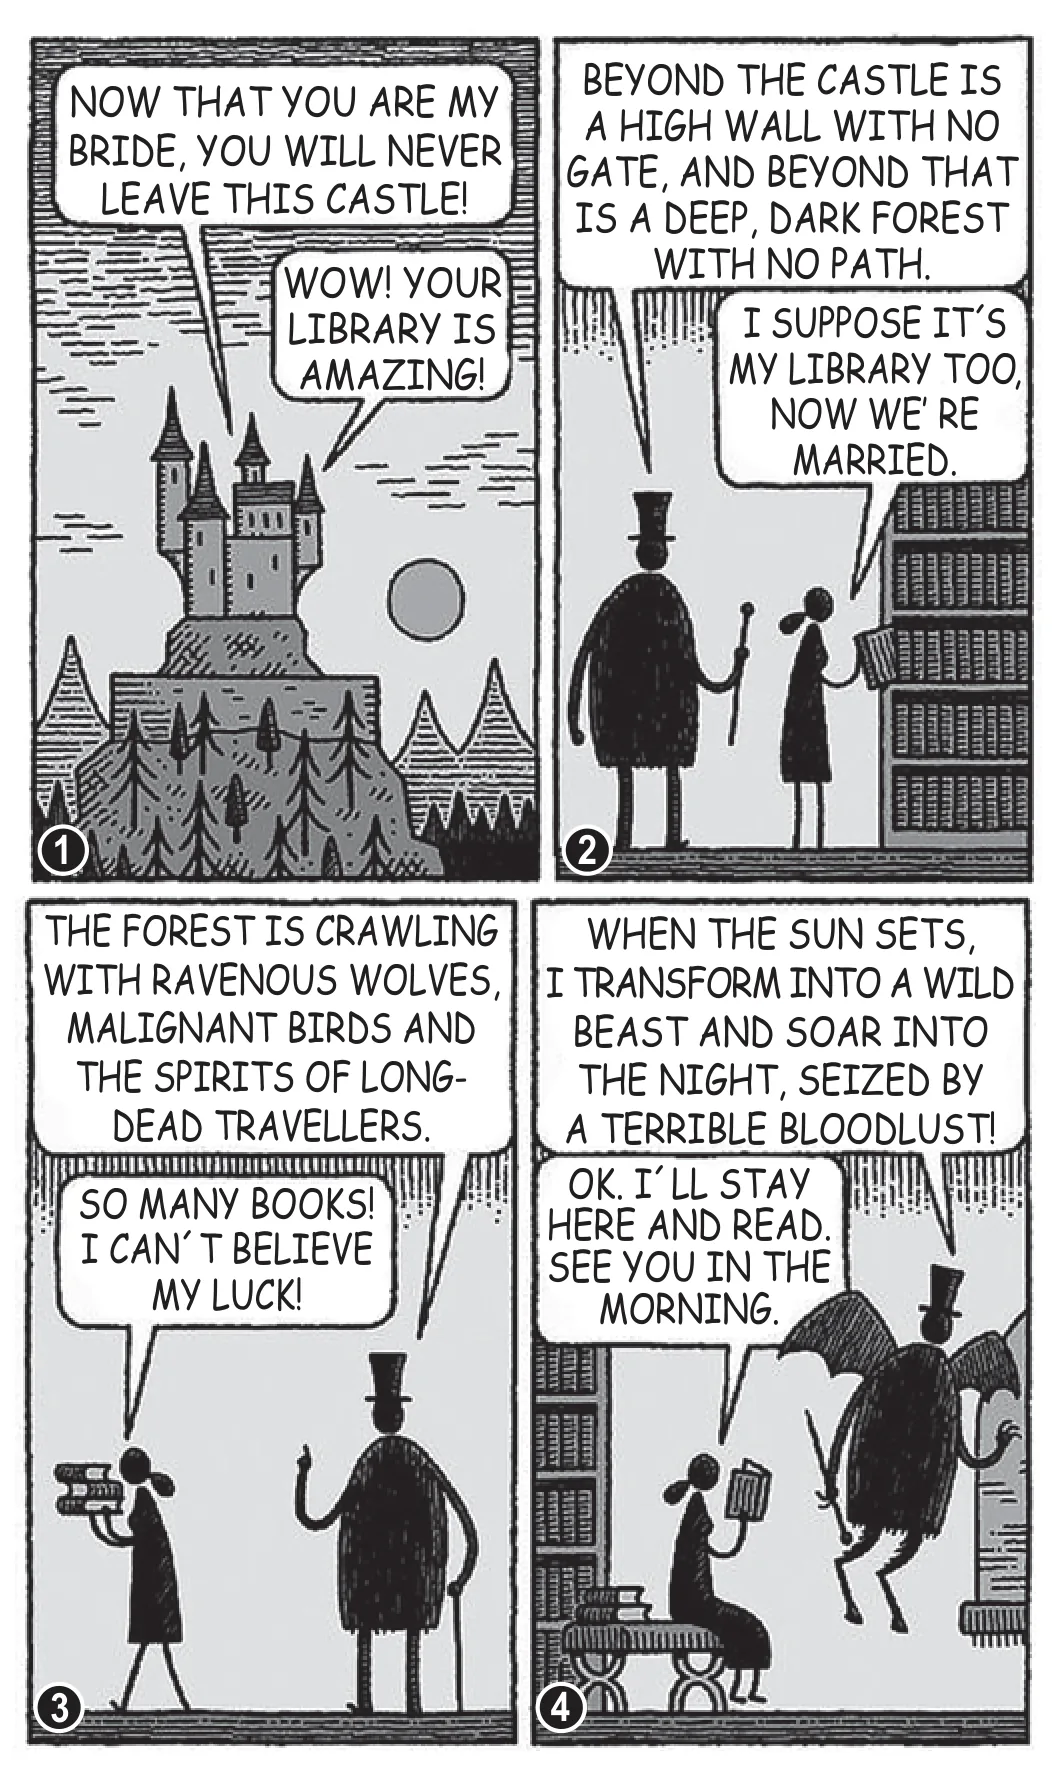 NOW THAT YOU ARE MY
BRIDE, YOU WILL NEVER
LEAVE THIS CASTLE!
WOW! YOUR
LIBRARY IS
AMAZING!
1
BEYOND THE CASTLE IS
A HIGH WALL WITH NO
GATE, AND BEYOND THAT
IS A DEEP, DARK FOREST
WITH NO PATH.
I SUPPOSE IT´S
MY LIBRARY TOO,
NOW WE' RE
MARRIED.
2
THE FOREST IS CRAWLING
WITH RAVENOUS WOLVES,
MALIGNANT BIRDS AND
THE SPIRITS OF LONG-
DEAD TRAVELLERS.
SO MANY BOOKS!
I CAN´ T BELIEVE
MY LUCK!
3
WHEN THE SUN SETS,
I TRANSFORM INTO A WILD
BEAST AND SOAR INTO
THE NIGHT, SEIZED BY
A TERRIBLE BLOODLUST!
OK. I´ LL STAY
HERE AND READ.
SEE YOU IN THE
MORNING.
4